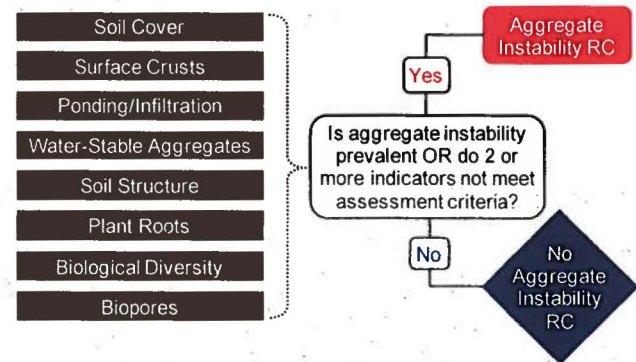 Soil Cover
Surface Crusts
Ponding/Infiltration
Water-Stable Aggregates
Soil Structure
Plant Roots
Biological Diversity
Biopores
Aggregate
Instability RC
Yes
Is aggregate instability
prevalent OR do 2 or
more indicators not meet
assessment criteria?
No
No
Aggregate
Instability
RC